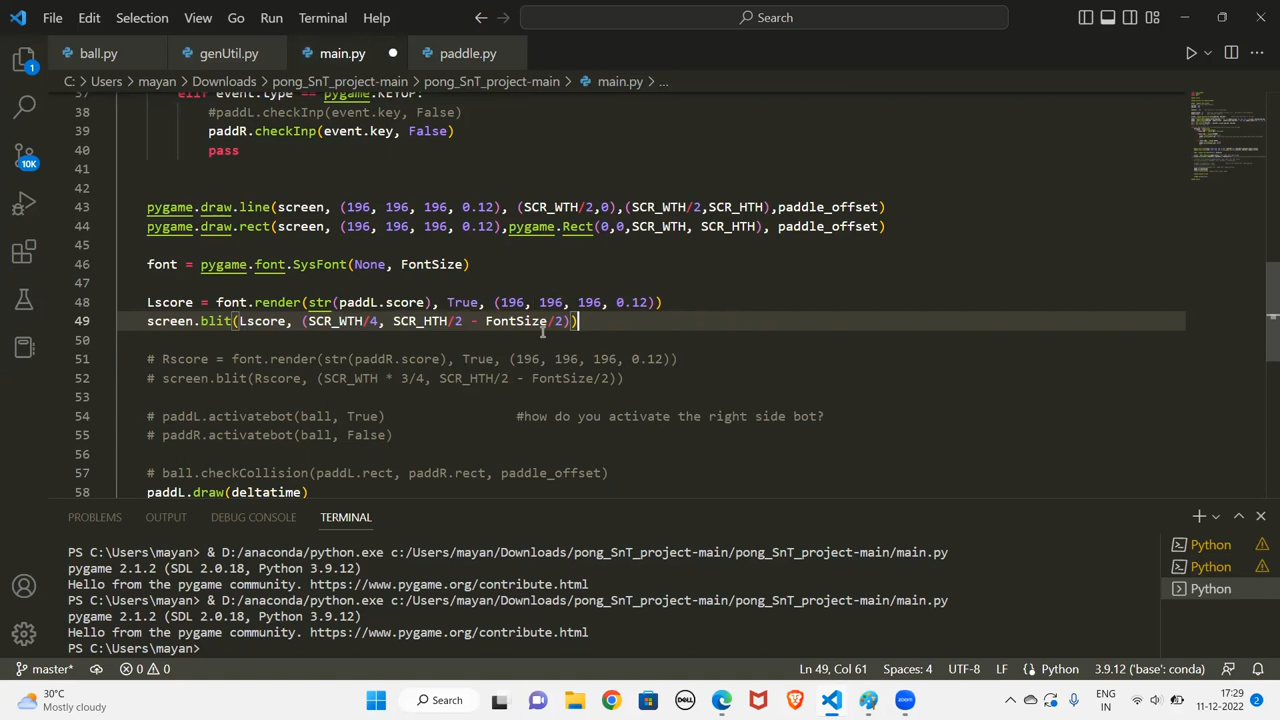 File Edit Selection View Go Run Terminal Help Search
ball.py genUtil.py main.py paddle.py
C: > Users > mayan > Downloads > pong_SnT_project-main > pong_SnT_project-main > main.py > ...
37 elif event.type == pygame.KEYUP:
38 #paddL.checkInp(event.key, False)
39 paddR.checkInp(event.key, False)
40 pass
41
42
43 pygame.draw.line(screen, (196, 196, 196, 0.12), (SCR_WTH/2,0),(SCR_WTH/2,SCR_HTH),paddle_offset)
44 pygame.draw.rect(screen, (196, 196, 196, 0.12),pygame.Rect(0,0,SCR_WTH, SCR_HTH), paddle_offset)
45
46 font = pygame.font.SysFont(None, FontSize)
47
48 Lscore = font.render(str(paddL.score), True, (196, 196, 196, 0.12))
49 screen.blit(Lscore, (SCR_WTH/4, SCR_HTH/2 - FontSize/2))
50
51 # Rscore = font.render(str(paddR.score), True, (196, 196, 196, 0.12))
52 # screen.blit(Rscore, (SCR_WTH * 3/4, SCR_HTH/2 - FontSize/2))
53
54 # paddL.activatebot(ball, True) #how do you activate the right side bot?
55 # paddR.activatebot(ball, False)
56
57 # ball.checkCollision(paddL.rect, paddR.rect, paddle_offset)
58 paddL.draw(deltatime)
1
10K
PROBLEMS OUTPUT DEBUG CONSOLE TERMINAL
PS C:\Users\mayan> & D:/anaconda/python.exe c:/Users/mayan/Downloads/pong_SnT_project-main/pong_SnT_project-main/main.py
pygame 2.1.2 (SDL 2.0.18, Python 3.9.12)
Hello from the pygame community. https://www.pygame.org/contribute.html
PS C:\Users\mayan> & D:/anaconda/python.exe c:/Users/mayan/Downloads/pong_SnT_project-main/pong_SnT_project-main/main.py
pygame 2.1.2 (SDL 2.0.18, Python 3.9.12)
Hello from the pygame community. https://www.pygame.org/contribute.html
PS C:\Users\mayan>
Python
Python
Python
master* 0 0 Ln 49, Col 61 Spaces: 4 UTF-8 LF Python 3.9.12 ('base': conda)
30°C
Mostly cloudy
Search
DELL
zoom
ENG
IN
17:29
11-12-2022
2